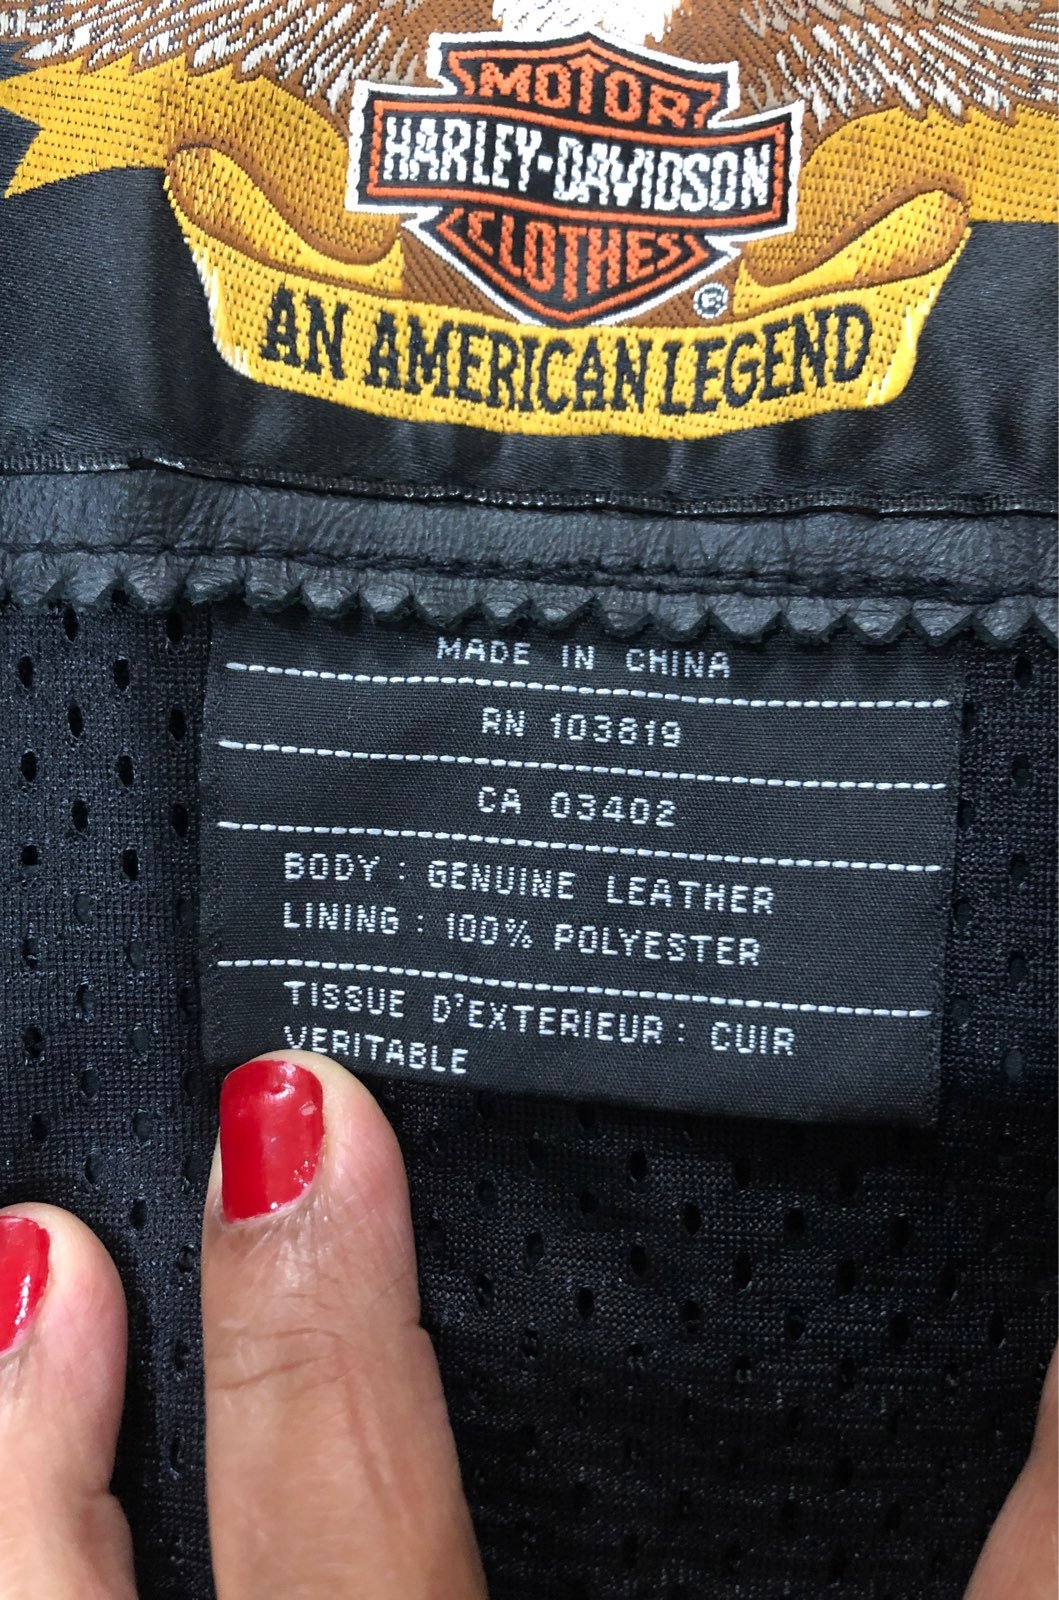 MOTOR
HARLEY-DAVIDSON
CLOTHES
®
AN AMERICAN LEGEND
MADE IN CHINA
RN 103819
CA 03402
BODY : GENUINE LEATHER
LINING : 100% POLYESTER
TISSUE D'EXTERIEUR : CUIR
VERITABLE